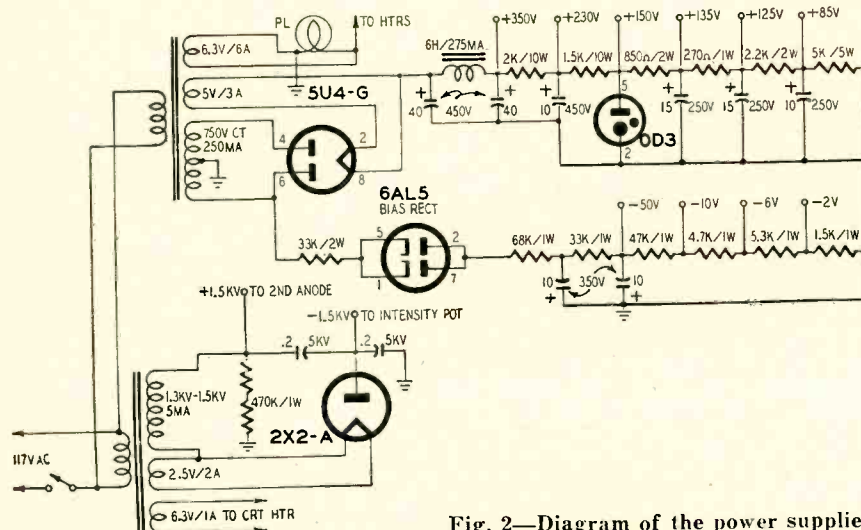 PL
TO HTRS
6.3V/6A
5V/3A
5U4-G
750V CT
250MA
4
2
6
8
+350V
+230V
+150V
+135V
+125V
+85V
6H/275MA.
2K/10W
1.5K/10W
850Ω/2W
270Ω/1W
2.2K/2W
5K/5W
+
40
450V
+
40
+
10
450V
5
OD3
2
+
15
250V
+
15
250V
+
10
250V
6AL5
BIAS RECT
33K/2W
5
2
1
7
-50V
-10V
-6V
-2V
68K/1W
33K/1W
47K/1W
4.7K/1W
5.3K/1W
1.5K/1W
10
+
350V
10
+
+1.5KV TO 2ND ANODE
-1.5KV TO INTENSITY POT
.2
5KV
.2
5KV
1.3KV-1.5KV
5MA
470K/1W
2X2-A
117V AC
2.5V/2A
6.3V/1A TO CRT HTR
Fig. 2—Diagram of the power supplie